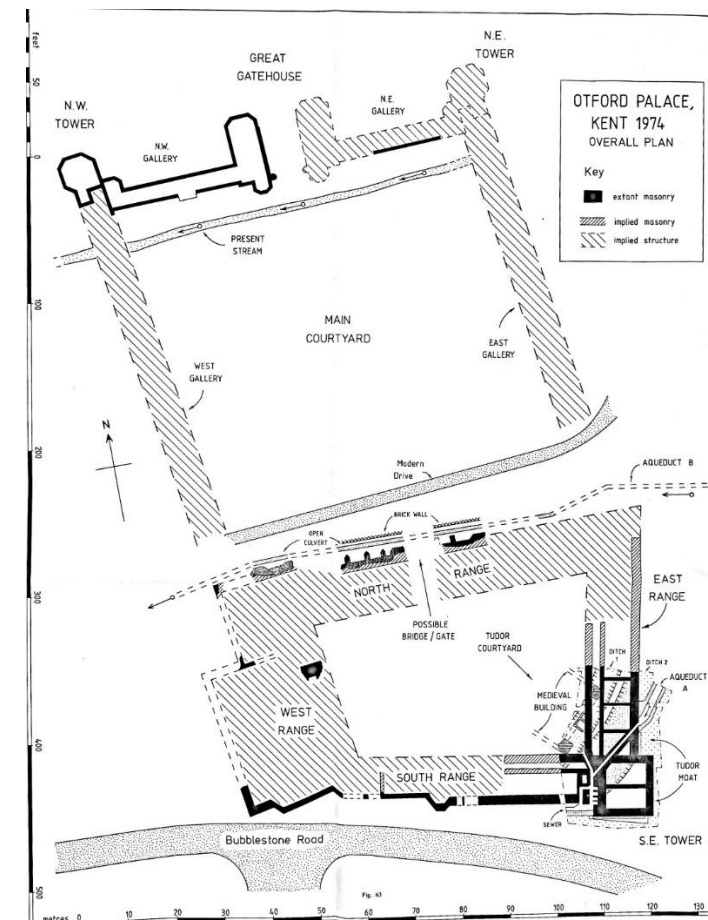 feet
50
0
100
200
300
400
500
N.W.
TOWER
GREAT
GATEHOUSE
N.E.
TOWER
N.W.
GALLERY
N.E.
GALLERY
OTFORD PALACE,
KENT 1974
OVERALL PLAN
Key
extant masonry
implied masonry
implied structure
PRESENT
STREAM
MAIN
COURTYARD
WEST
GALLERY
EAST
GALLERY
N
Modern
Drive
AQUEDUCT B
BRICK WALL
OPEN
CULVERT
NORTH RANGE
POSSIBLE
BRIDGE / GATE
EAST
RANGE
TUDOR
COURTYARD
DITCH
1
DITCH 2
AQUEDUCT
A
MEDIEVAL
BUILDING
WEST
RANGE
TUDOR
MOAT
SOUTH RANGE
SEWER
S.E. TOWER
Bubblestone Road
Fig. 63
metres 0 10 20 30 40 50 60 70 80 90 100 110 120 130